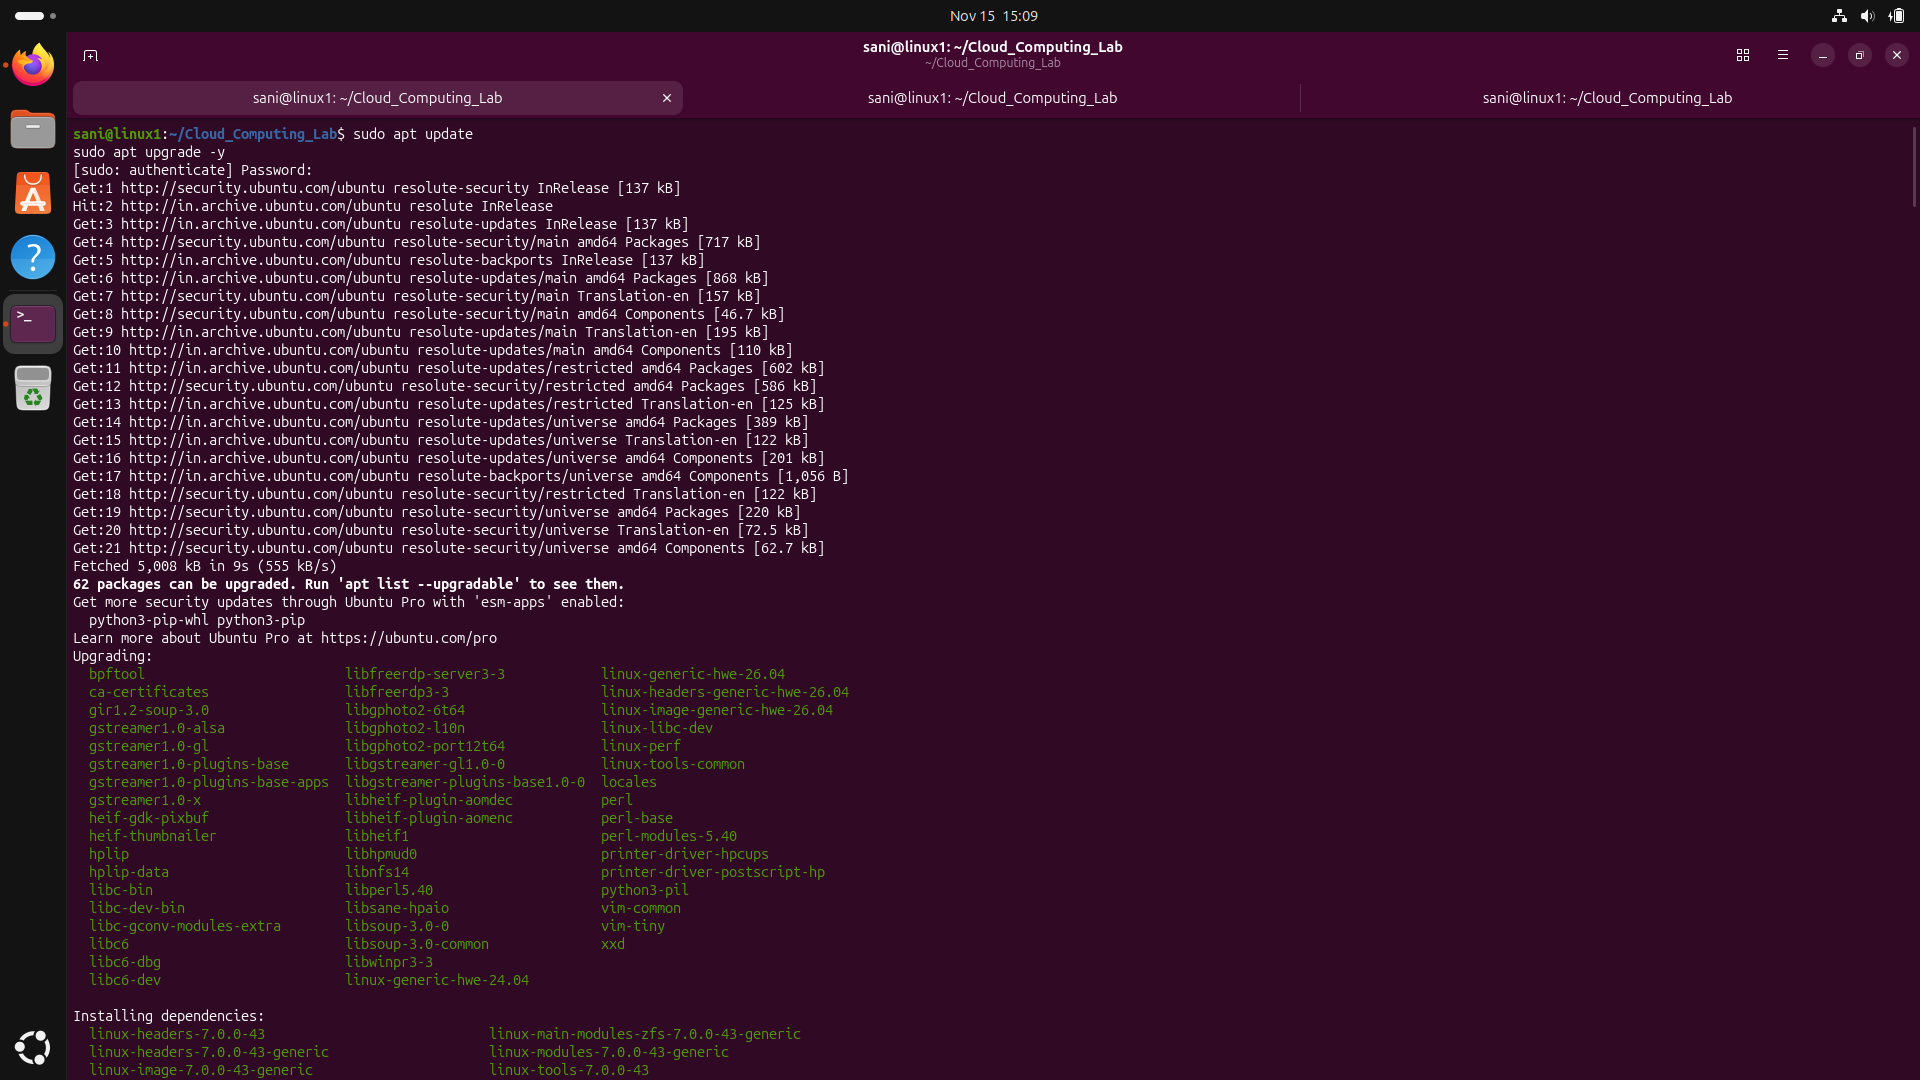 Nov 15  15:09
sani@linux1: ~/Cloud_Computing_Lab
~/Cloud_Computing_Lab
sani@linux1: ~/Cloud_Computing_Lab
sani@linux1: ~/Cloud_Computing_Lab
sani@linux1: ~/Cloud_Computing_Lab
sani@linux1:~/Cloud_Computing_Lab$ sudo apt update
sudo apt upgrade -y
[sudo: authenticate] Password:
Get:1 http://security.ubuntu.com/ubuntu resolute-security InRelease [137 kB]
Hit:2 http://in.archive.ubuntu.com/ubuntu resolute InRelease
Get:3 http://in.archive.ubuntu.com/ubuntu resolute-updates InRelease [137 kB]
Get:4 http://security.ubuntu.com/ubuntu resolute-security/main amd64 Packages [717 kB]
Get:5 http://in.archive.ubuntu.com/ubuntu resolute-backports InRelease [137 kB]
Get:6 http://in.archive.ubuntu.com/ubuntu resolute-updates/main amd64 Packages [868 kB]
Get:7 http://security.ubuntu.com/ubuntu resolute-security/main Translation-en [157 kB]
Get:8 http://security.ubuntu.com/ubuntu resolute-security/main amd64 Components [46.7 kB]
Get:9 http://in.archive.ubuntu.com/ubuntu resolute-updates/main Translation-en [195 kB]
Get:10 http://in.archive.ubuntu.com/ubuntu resolute-updates/main amd64 Components [110 kB]
Get:11 http://in.archive.ubuntu.com/ubuntu resolute-updates/restricted amd64 Packages [602 kB]
Get:12 http://security.ubuntu.com/ubuntu resolute-security/restricted amd64 Packages [586 kB]
Get:13 http://in.archive.ubuntu.com/ubuntu resolute-updates/restricted Translation-en [125 kB]
Get:14 http://in.archive.ubuntu.com/ubuntu resolute-updates/universe amd64 Packages [389 kB]
Get:15 http://in.archive.ubuntu.com/ubuntu resolute-updates/universe Translation-en [122 kB]
Get:16 http://in.archive.ubuntu.com/ubuntu resolute-updates/universe amd64 Components [201 kB]
Get:17 http://in.archive.ubuntu.com/ubuntu resolute-backports/universe amd64 Components [1,056 B]
Get:18 http://security.ubuntu.com/ubuntu resolute-security/restricted Translation-en [122 kB]
Get:19 http://security.ubuntu.com/ubuntu resolute-security/universe amd64 Packages [220 kB]
Get:20 http://security.ubuntu.com/ubuntu resolute-security/universe Translation-en [72.5 kB]
Get:21 http://security.ubuntu.com/ubuntu resolute-security/universe amd64 Components [62.7 kB]
Fetched 5,008 kB in 9s (555 kB/s)
62 packages can be upgraded. Run 'apt list --upgradable' to see them.
Get more security updates through Ubuntu Pro with 'esm-apps' enabled:
  python3-pip-whl python3-pip
Learn more about Ubuntu Pro at https://ubuntu.com/pro
Upgrading:
  bpftool                         libfreerdp-server3-3            linux-generic-hwe-26.04
  ca-certificates                 libfreerdp3-3                   linux-headers-generic-hwe-26.04
  gir1.2-soup-3.0                 libgphoto2-6t64                 linux-image-generic-hwe-26.04
  gstreamer1.0-alsa               libgphoto2-l10n                 linux-libc-dev
  gstreamer1.0-gl                 libgphoto2-port12t64            linux-perf
  gstreamer1.0-plugins-base       libgstreamer-gl1.0-0            linux-tools-common
  gstreamer1.0-plugins-base-apps  libgstreamer-plugins-base1.0-0  locales
  gstreamer1.0-x                  libheif-plugin-aomdec           perl
  heif-gdk-pixbuf                 libheif-plugin-aomenc           perl-base
  heif-thumbnailer                libheif1                        perl-modules-5.40
  hplip                           libhpmud0                       printer-driver-hpcups
  hplip-data                      libnfs14                        printer-driver-postscript-hp
  libc-bin                        libperl5.40                     python3-pil
  libc-dev-bin                    libsane-hpaio                   vim-common
  libc-gconv-modules-extra        libsoup-3.0-0                   vim-tiny
  libc6                           libsoup-3.0-common              xxd
  libc6-dbg                       libwinpr3-3
  libc6-dev                       linux-generic-hwe-24.04
Installing dependencies:
  linux-headers-7.0.0-43                            linux-main-modules-zfs-7.0.0-43-generic
  linux-headers-7.0.0-43-generic                    linux-modules-7.0.0-43-generic
  linux-image-7.0.0-43-generic                      linux-tools-7.0.0-43